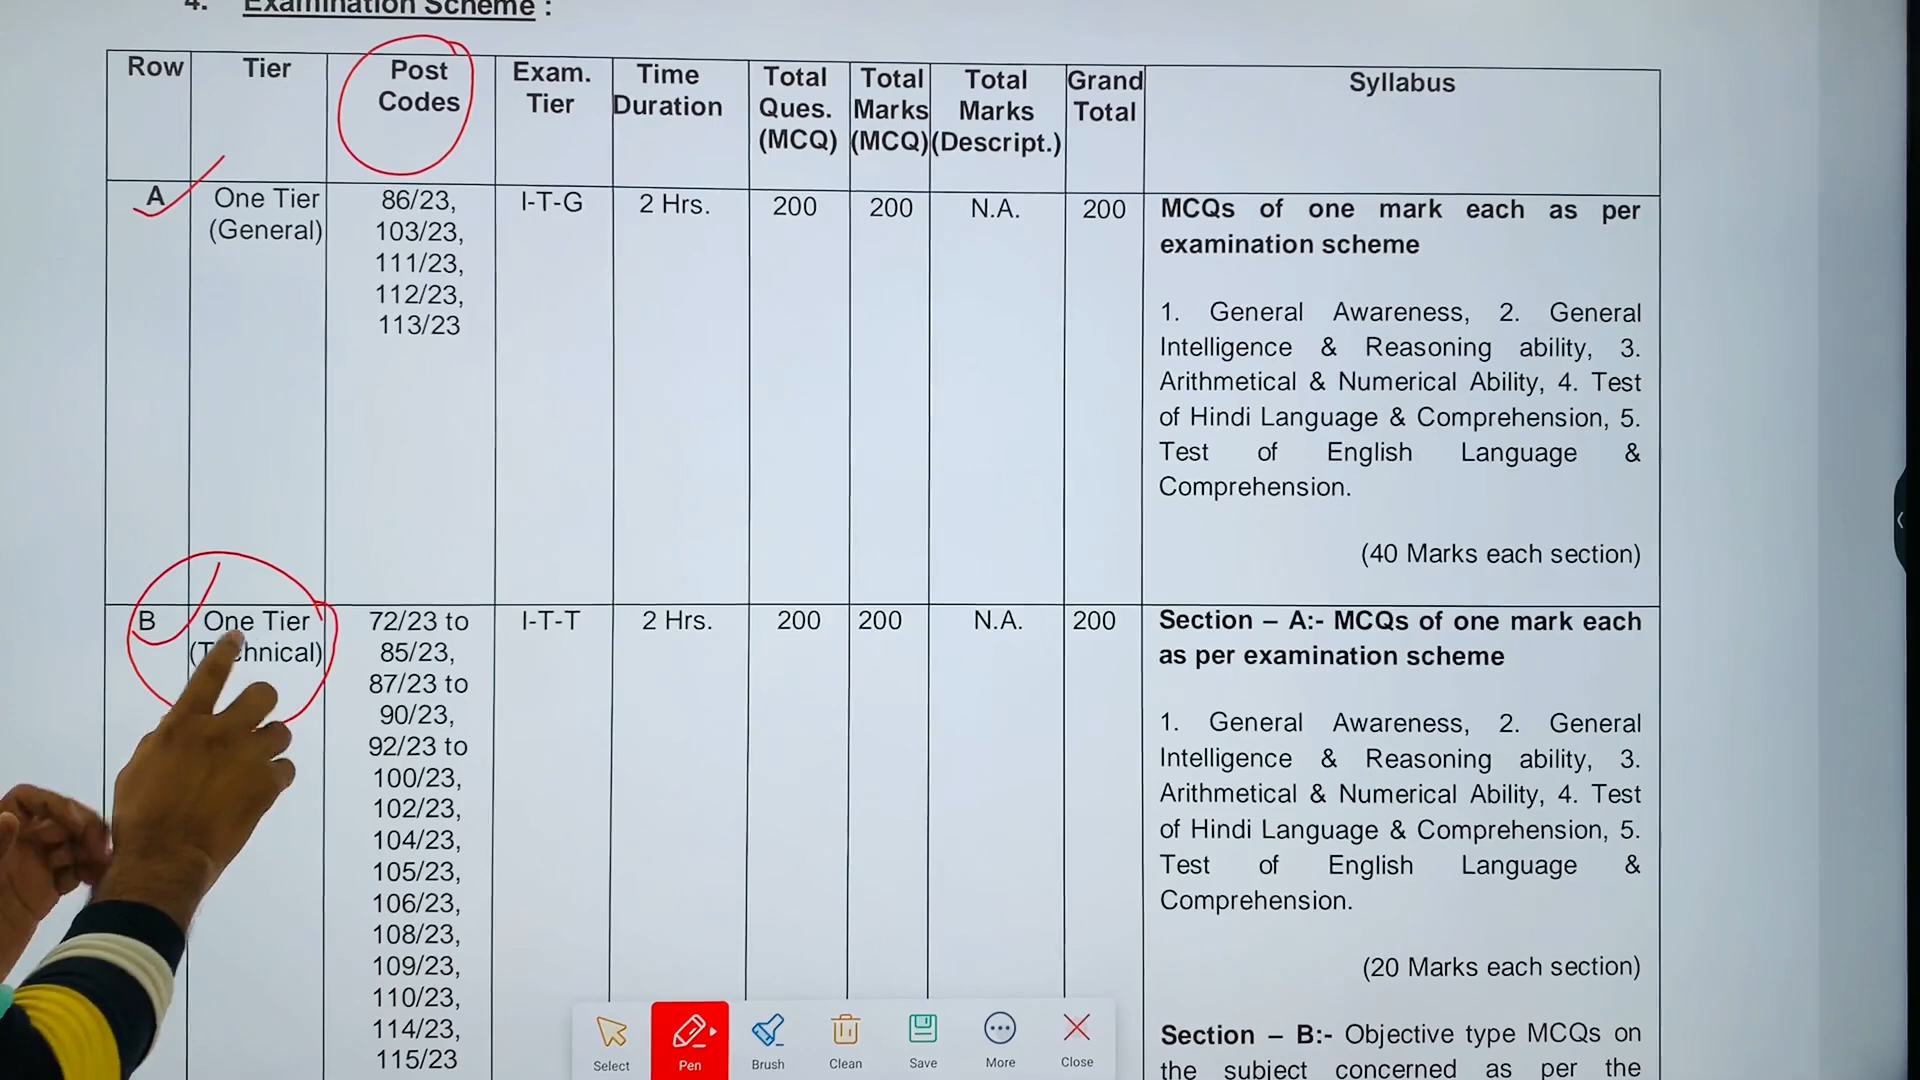 4. Examination Scheme :
Row
Tier
Post
Codes
Exam.
Tier
Time
Duration
Total
Ques.
(MCQ)
Total
Marks
(MCQ)
Total
Marks
(Descript.)
Grand
Total
Syllabus
A
One Tier
(General)
86/23,
103/23,
111/23,
112/23,
113/23
I-T-G
2 Hrs.
200
200
N.A.
200
MCQs of one mark each as per
examination scheme
1. General Awareness, 2. General
Intelligence & Reasoning ability, 3.
Arithmetical & Numerical Ability, 4. Test
of Hindi Language & Comprehension, 5.
Test of English Language &
Comprehension.
(40 Marks each section)
B
One Tier
72/23 to
85/23,
87/23 to
90/23,
92/23 to
100/23,
102/23,
104/23,
105/23,
106/23,
108/23,
109/23,
110/23,
114/23,
115/23
I-T-T
2 Hrs.
200
200
N.A.
200
Section – A:- MCQs of one mark each
as per examination scheme
1. General Awareness, 2. General
Intelligence & Reasoning ability, 3.
Arithmetical & Numerical Ability, 4. Test
of Hindi Language & Comprehension, 5.
Test of English Language &
Comprehension.
(20 Marks each section)
Section – B:- Objective type MCQs on
the subject concerned as per the
Select
Pen
Brush
Clean
Save
More
Close